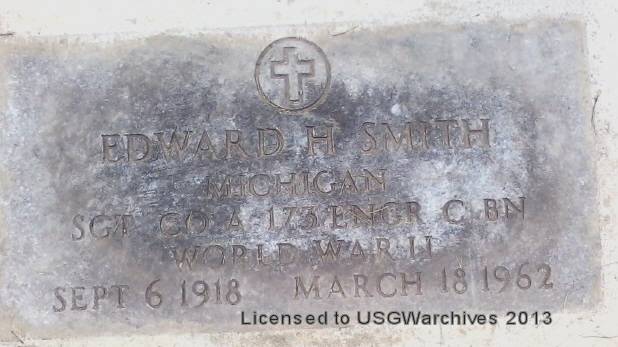 EDWARD H SMITH
MICHIGAN
SGT CO A 173 ENGR C BN
WORLD WAR II
SEPT 6 1918 MARCH 18 1962
Licensed to USGWarchives 2013